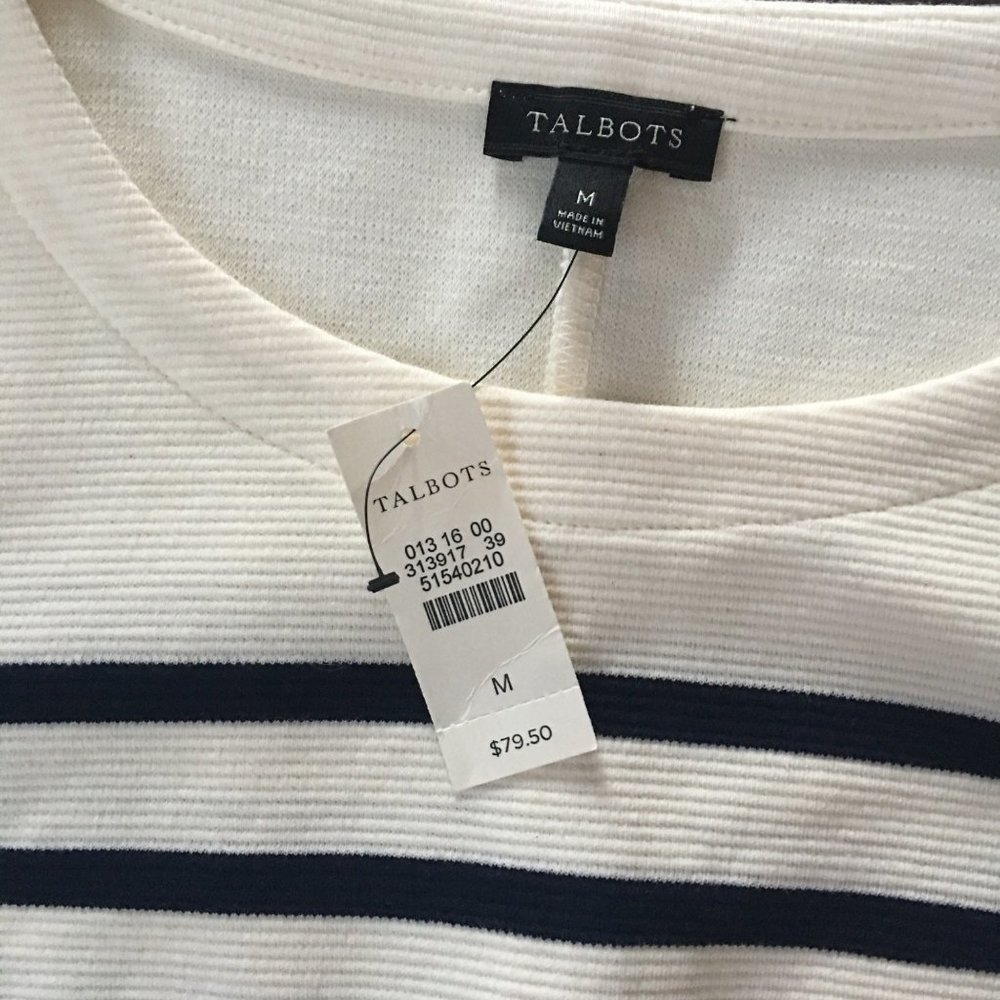 TALBOTS
M
MADE IN
VIETNAM
TALBOTS
013 16 00
313917 39
51540210
M
$79.50